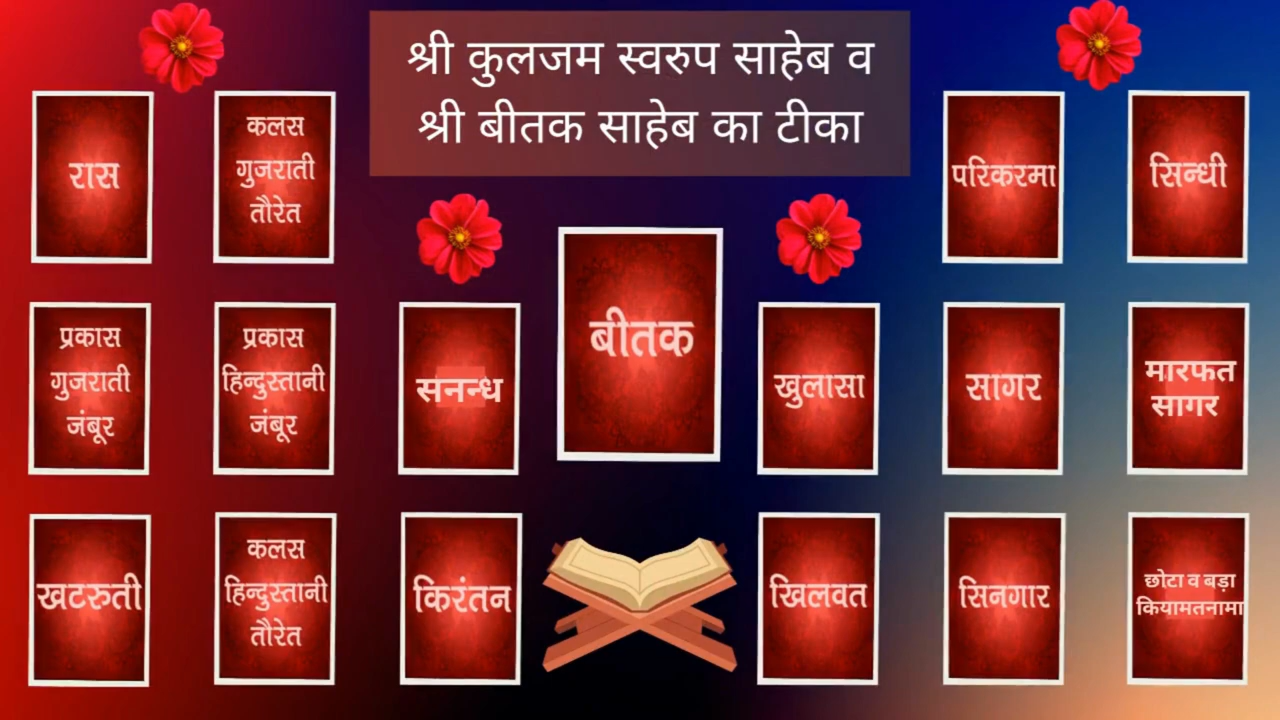 श्री कुलजम स्वरुप साहेब व
श्री बीतक साहेब का टीका
रास
कलस
गुजराती
तौरेत
परिकरमा
सिन्धी
प्रकास
गुजराती
जंबूर
प्रकास
हिन्दुस्तानी
जंबूर
सनन्ध
बीतक
खुलासा
सागर
मारफत
सागर
खटरुती
कलस
हिन्दुस्तानी
तौरेत
किरंतन
खिलवत
सिनगार
छोटा व बड़ा
कियामतनामा